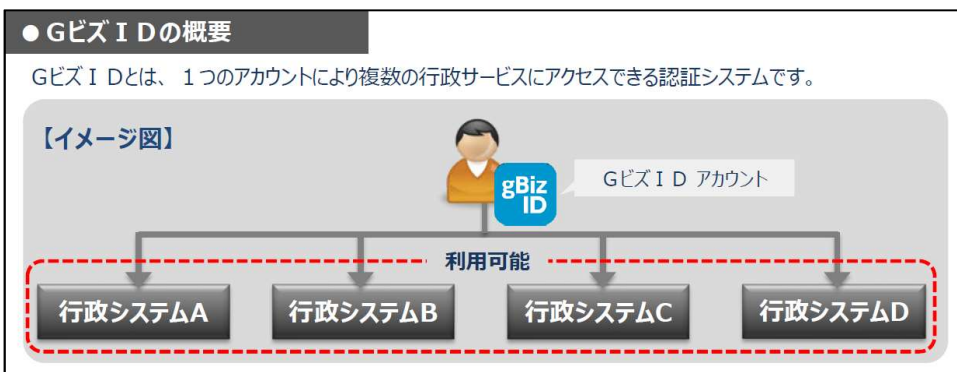 ●GビズＩＤの概要
GビズＩＤとは、１つのアカウントにより複数の行政サービスにアクセスできる認証システムです。
【イメージ図】
gBiz
ID
GビズＩＤ アカウント
利用可能
行政システムA
行政システムB
行政システムC
行政システムD